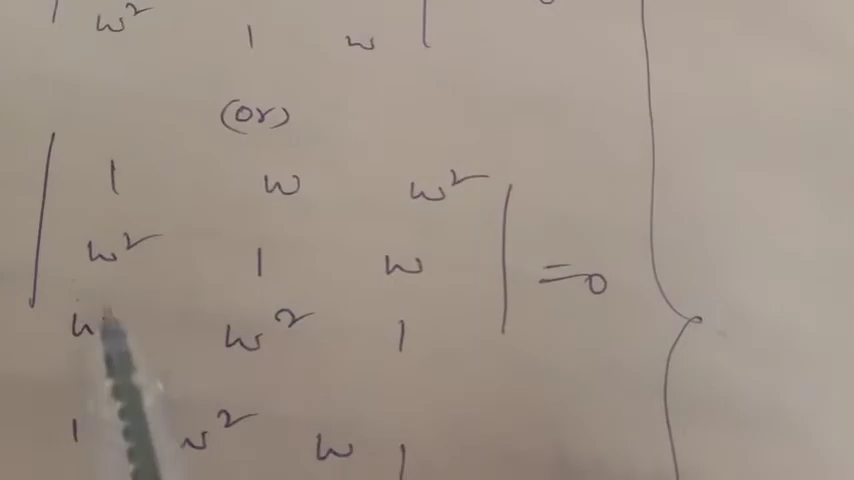 w² 1 w
(or)
1 w w²
w² 1 w = 0
w w² 1
1 w² w